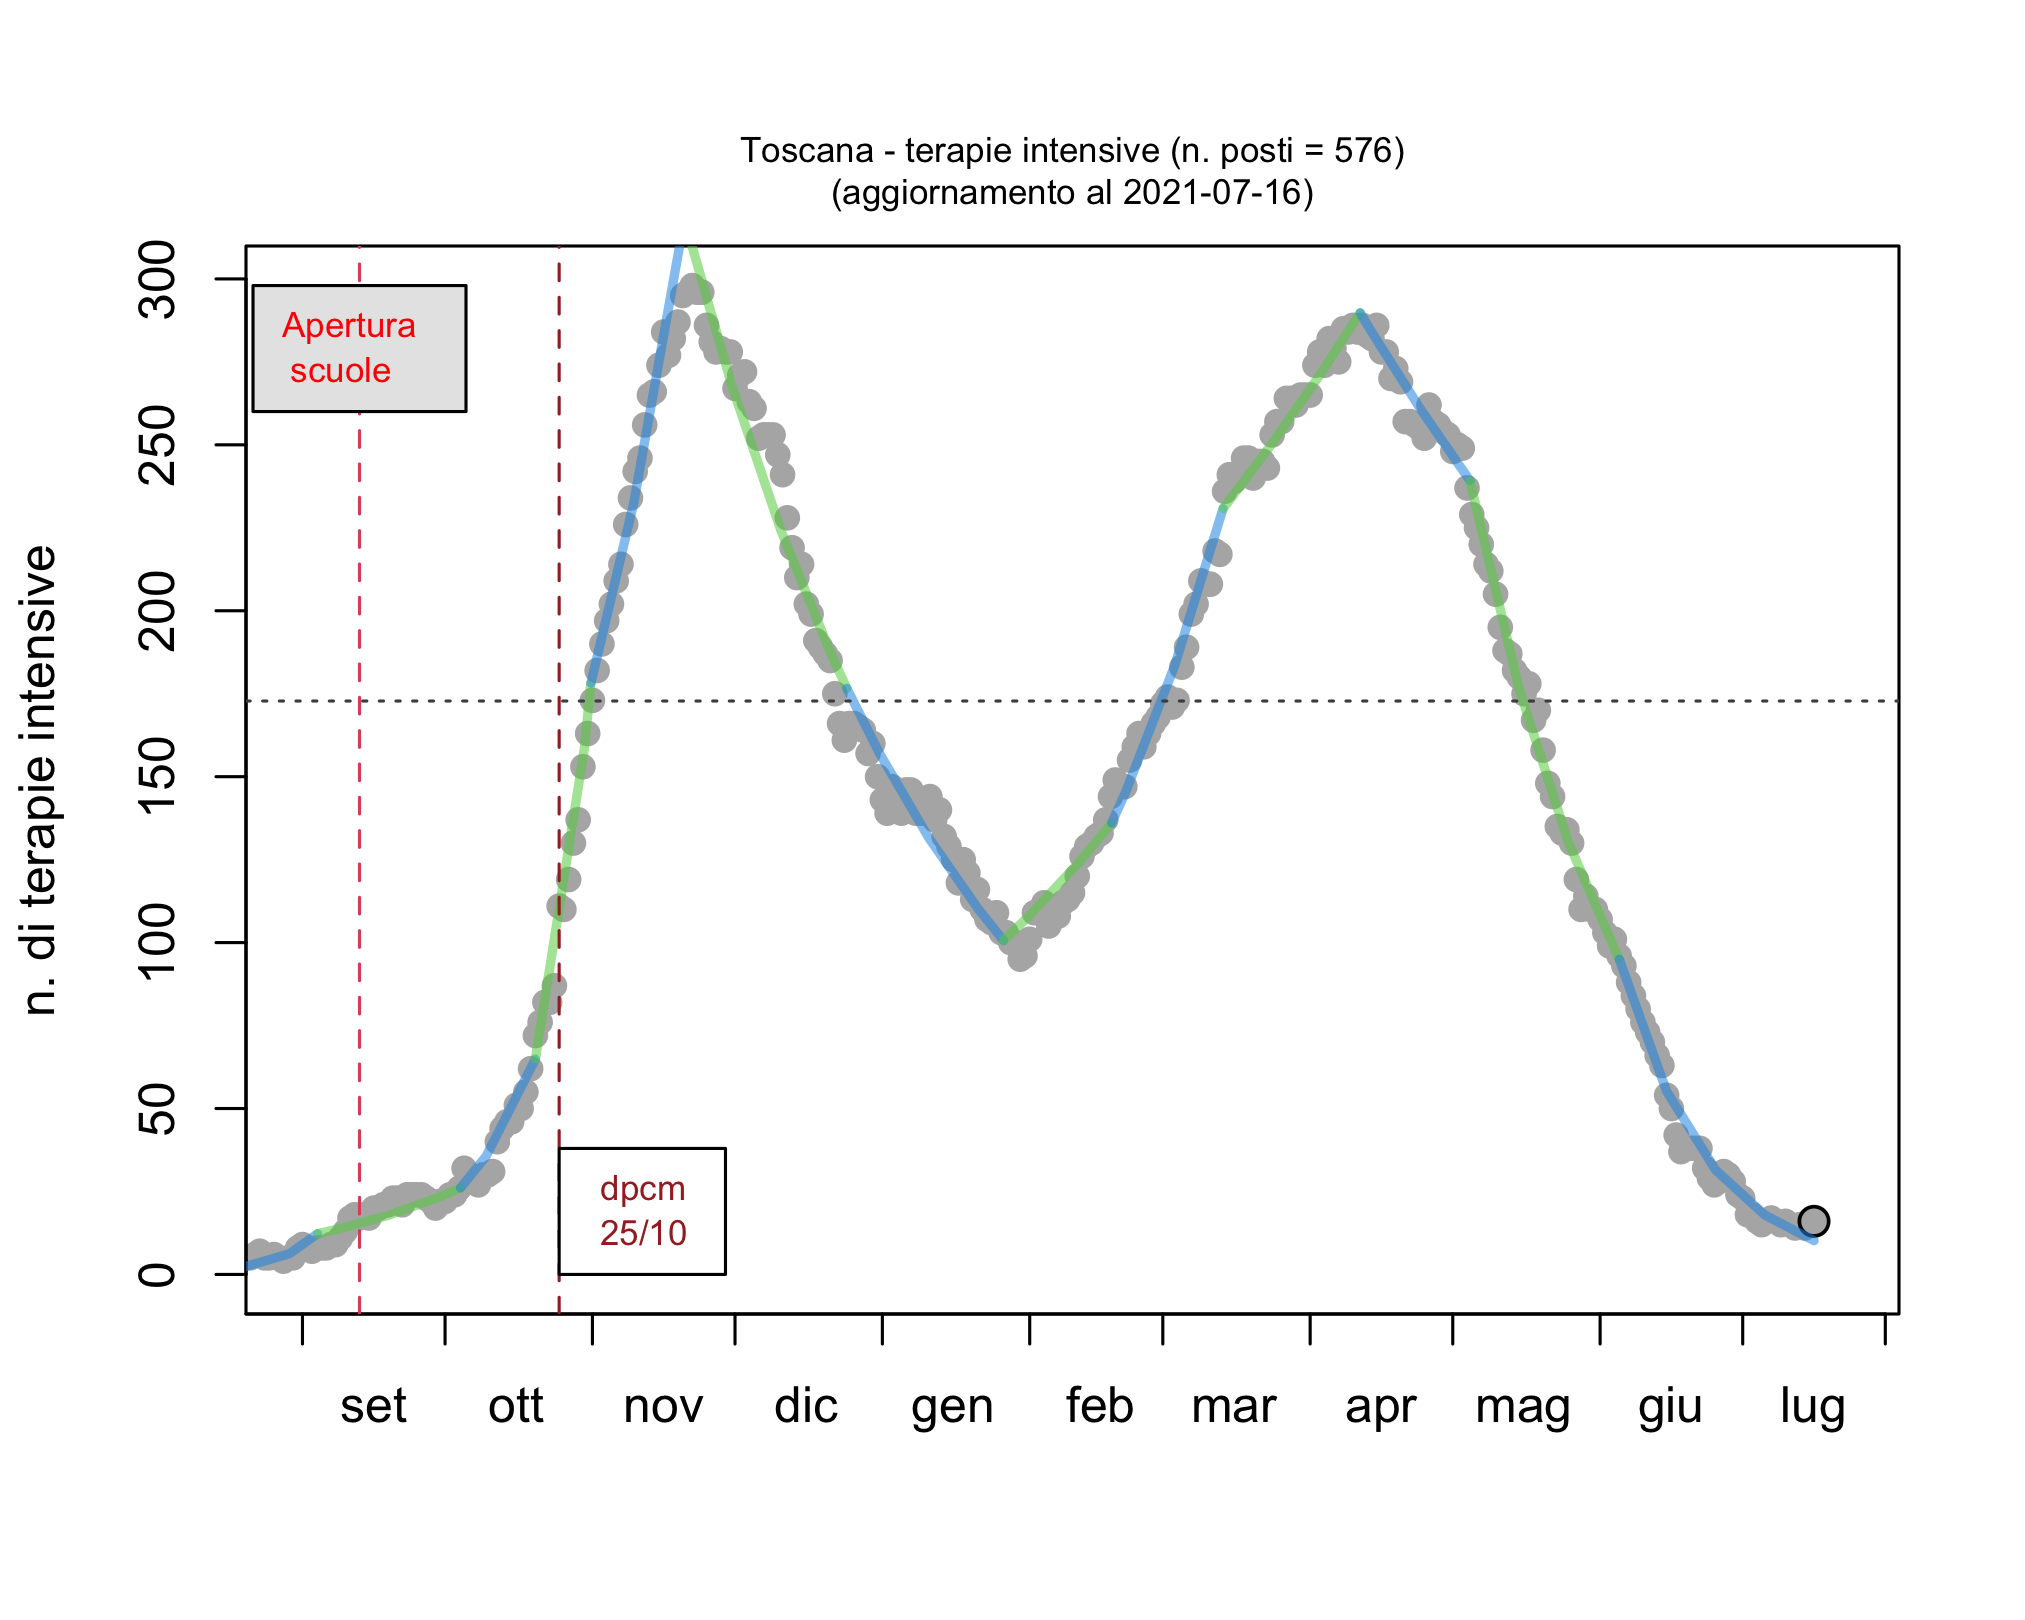 Toscana - terapie intensive (n. posti = 576)
(aggiornamento al 2021-07-16)
n. di terapie intensive
300
250
200
150
100
50
0
Apertura
scuole
dpcm
25/10
set ott nov dic gen feb mar apr mag giu lug